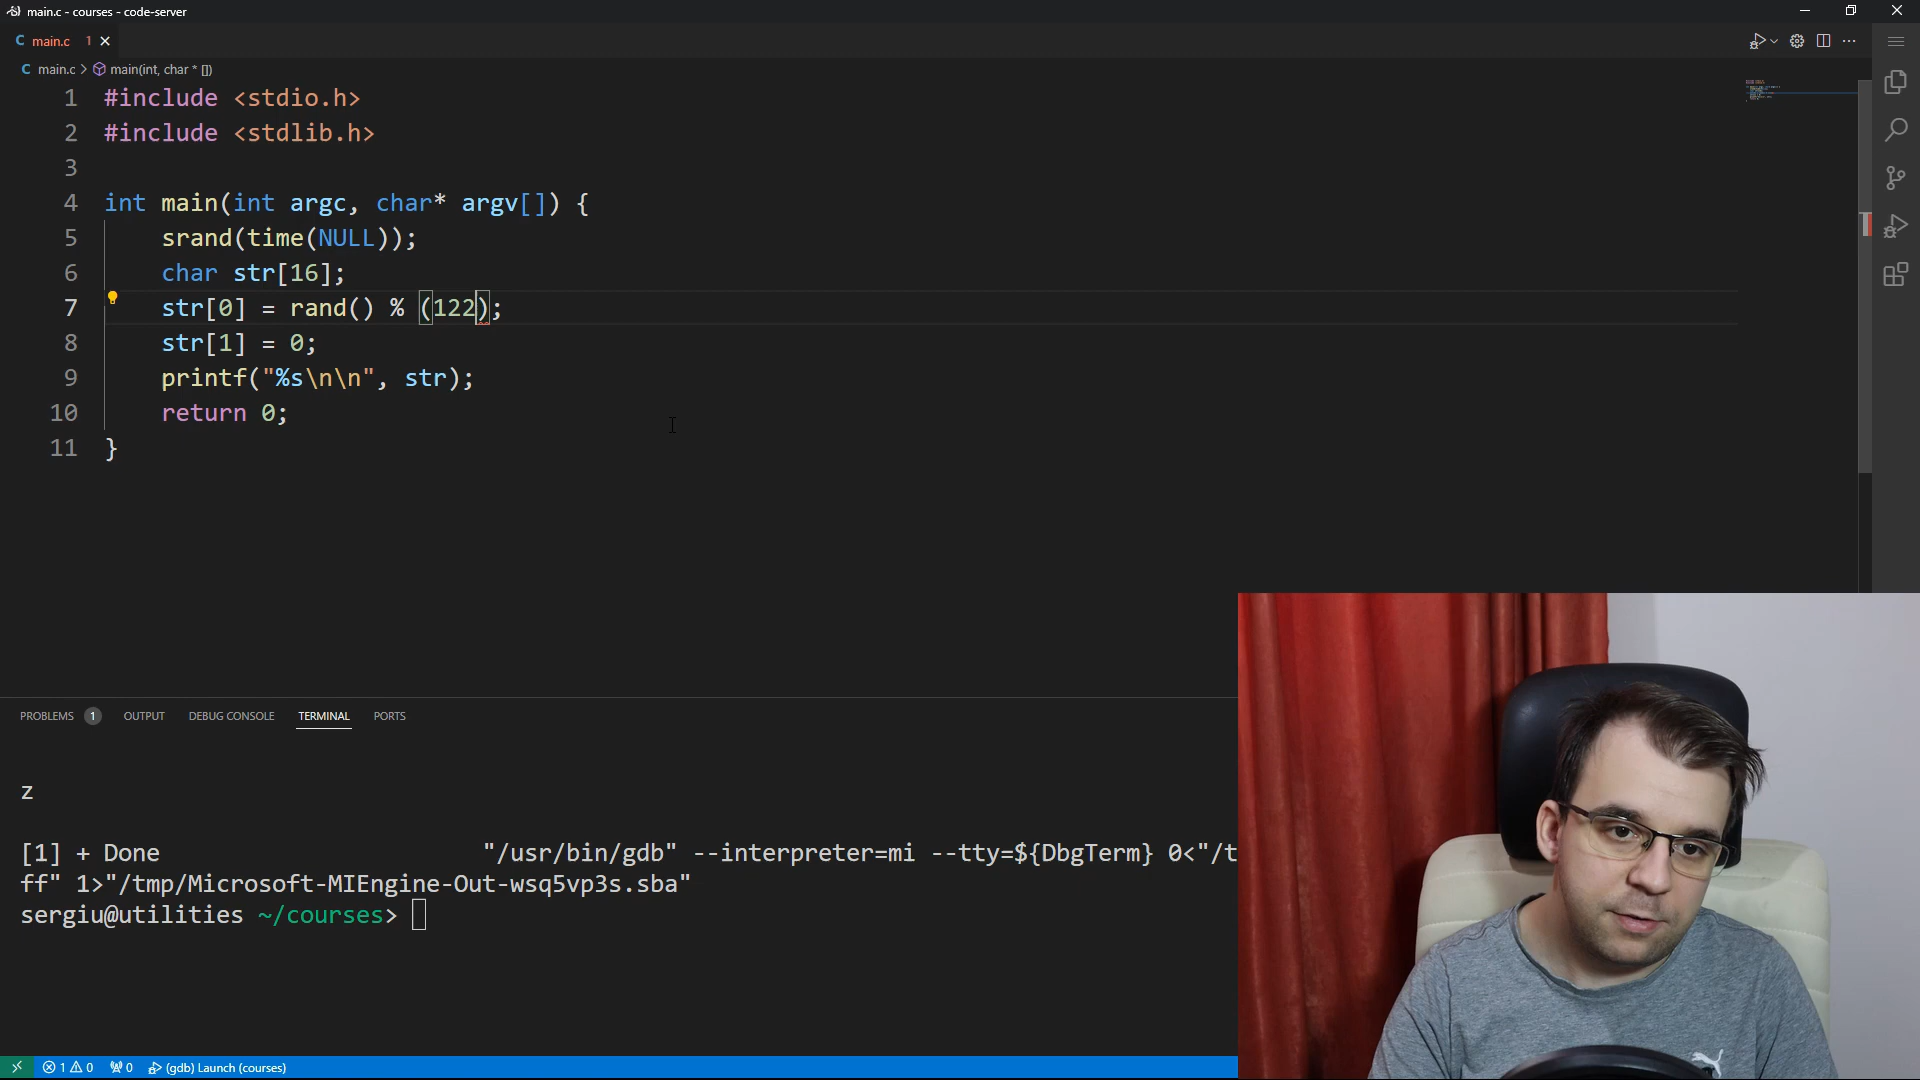 main.c - courses - code-server
main.c 1
main.c > main(int, char * [])
1 #include <stdio.h>
2 #include <stdlib.h>
3
4 int main(int argc, char* argv[]) {
5 srand(time(NULL));
6 char str[16];
7 str[0] = rand() % (122);
8 str[1] = 0;
9 printf("%s\n\n", str);
10 return 0;
11 }
PROBLEMS 1 OUTPUT DEBUG CONSOLE TERMINAL PORTS
z
[1] + Done "/usr/bin/gdb" --interpreter=mi --tty=${DbgTerm} 0<"/t
ff" 1>"/tmp/Microsoft-MIEngine-Out-wsq5vp3s.sba"
sergiu@utilities ~/courses>
1 0 0 (gdb) Launch (courses)